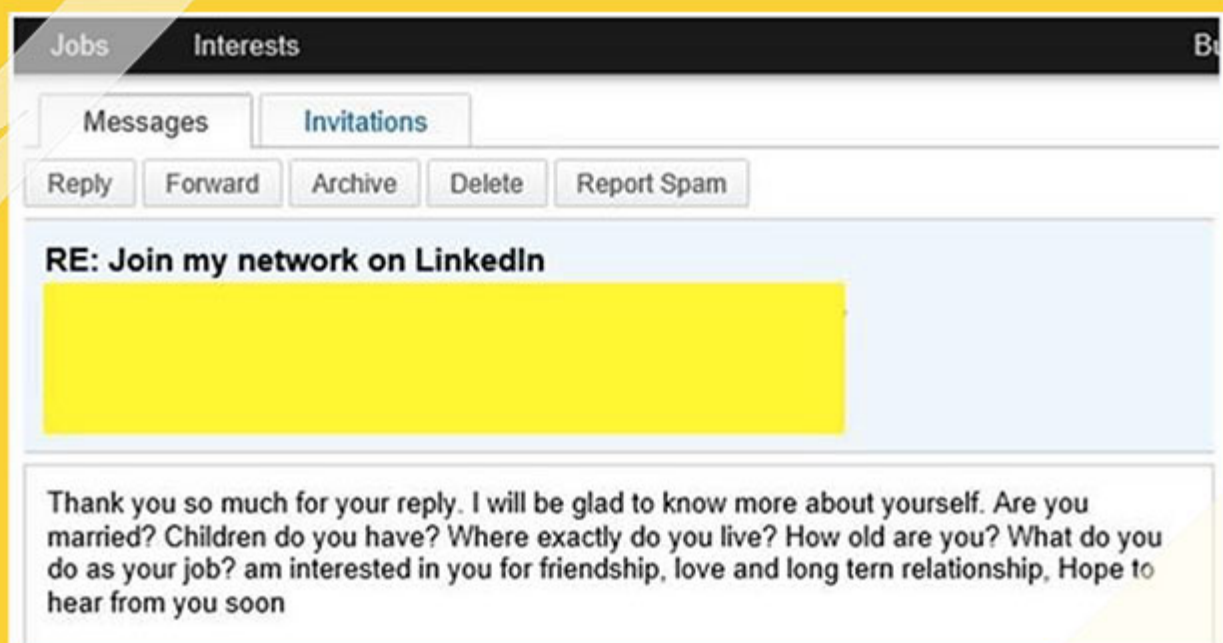 Jobs Interests
Messages Invitations
Reply Forward Archive Delete Report Spam
RE: Join my network on LinkedIn
Thank you so much for your reply. I will be glad to know more about yourself. Are you
married? Children do you have? Where exactly do you live? How old are you? What do you
do as your job? am interested in you for friendship, love and long tern relationship, Hope to
hear from you soon